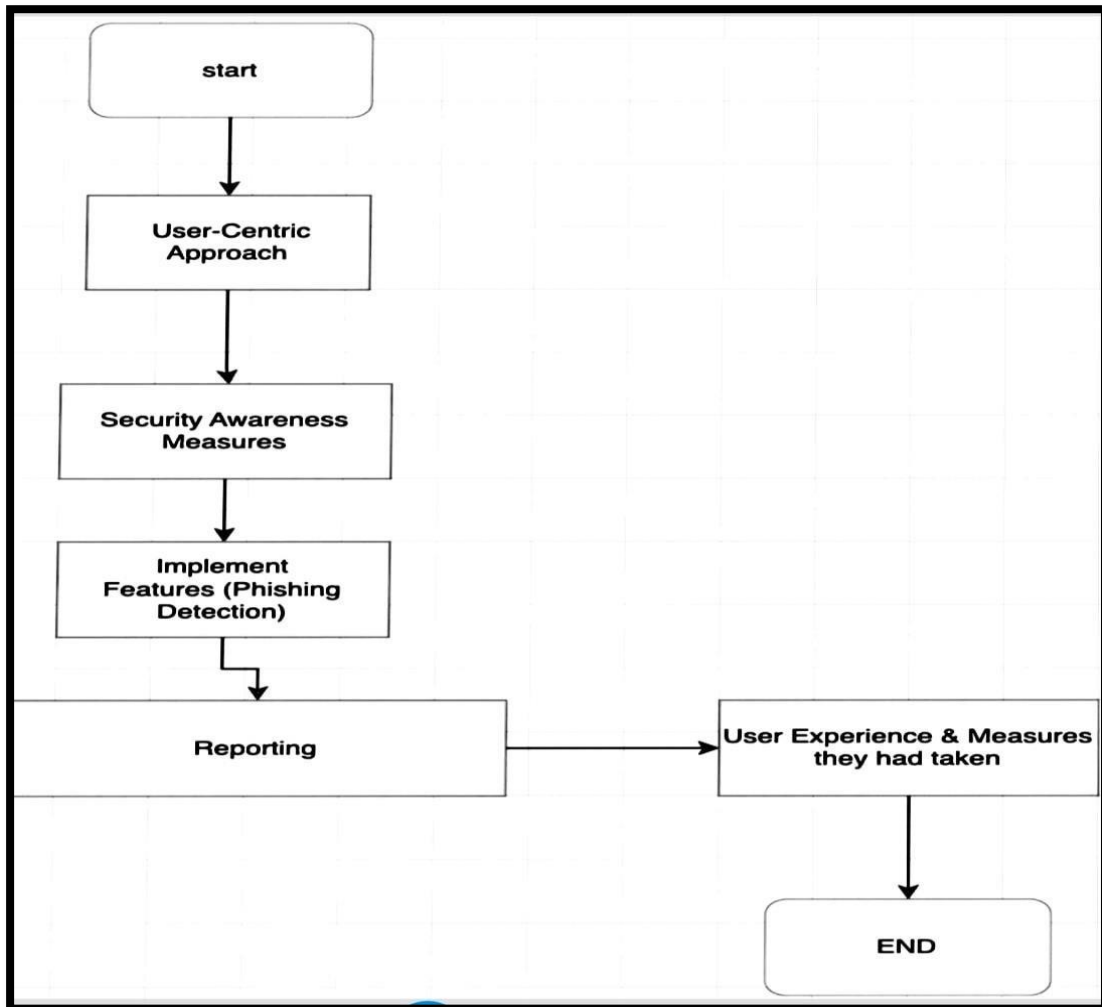 start
User-Centric
Approach
Security Awareness
Measures
Implement
Features (Phishing
Detection)
Reporting
User Experience & Measures
they had taken
END